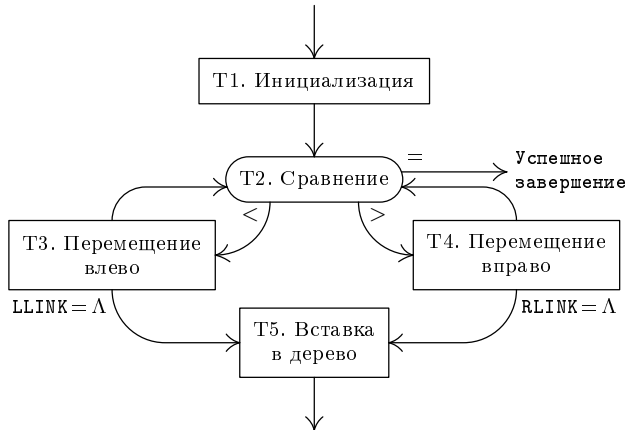 T1. Инициализация
=
Успешное
завершение
T2. Сравнение
<
>
T3. Перемещение
влево
T4. Перемещение
вправо
LLINK=Λ
RLINK=Λ
T5. Вставка
в дерево